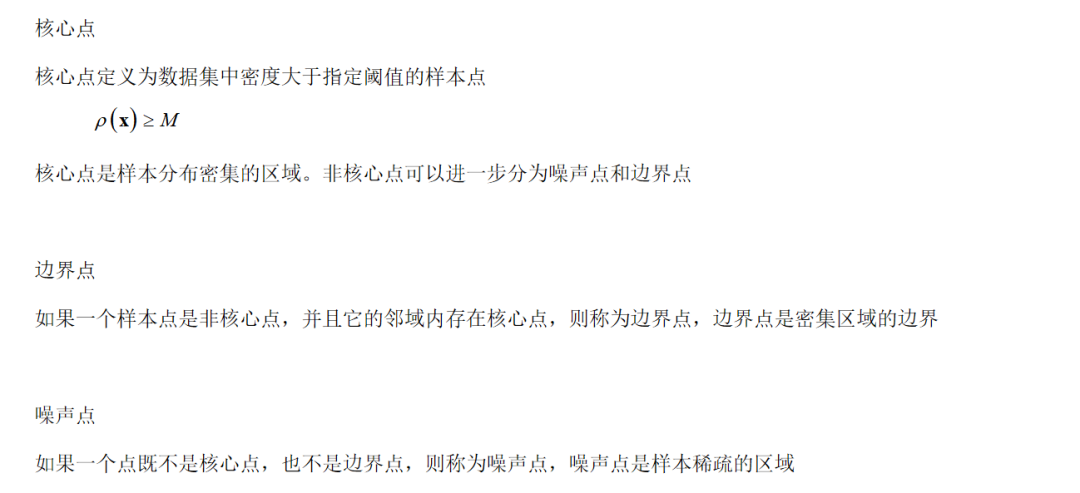 核心点
核心点定义为数据集中密度大于指定阈值的样本点
ρ(x) ≥ M
核心点是样本分布密集的区域。非核心点可以进一步分为噪声点和边界点
边界点
如果一个样本点是非核心点，并且它的邻域内存在核心点，则称为边界点，边界点是密集区域的边界
噪声点
如果一个点既不是核心点，也不是边界点，则称为噪声点，噪声点是样本稀疏的区域